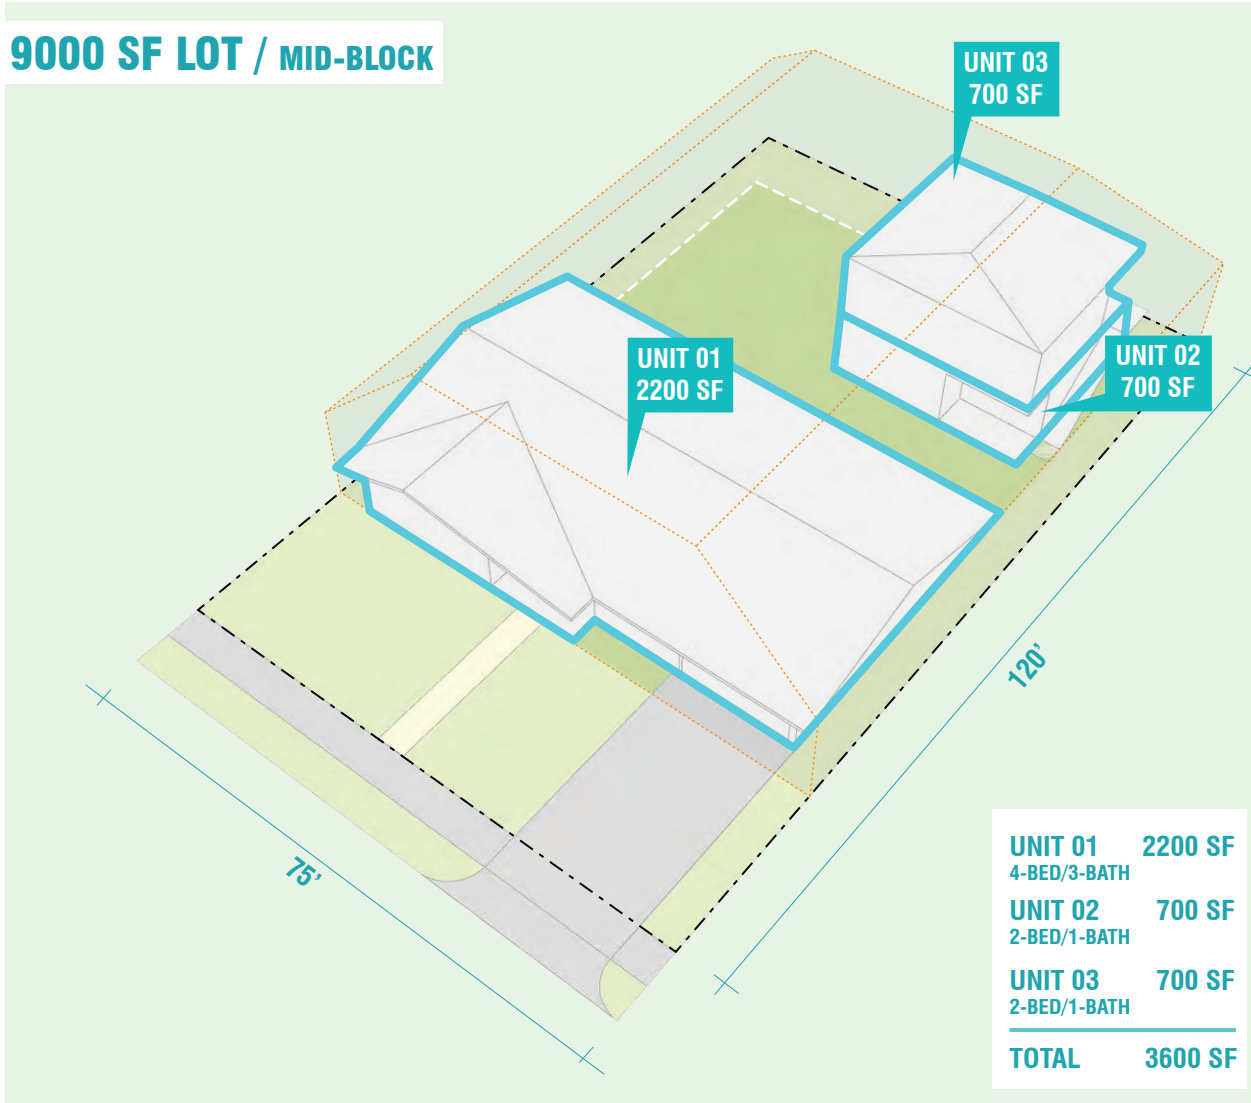 9000 SF LOT / MID-BLOCK
UNIT 03
700 SF
UNIT 01
2200 SF
UNIT 02
700 SF
120’
75’
UNIT 01 2200 SF
4-BED/3-BATH
UNIT 02 700 SF
2-BED/1-BATH
UNIT 03 700 SF
2-BED/1-BATH
TOTAL 3600 SF